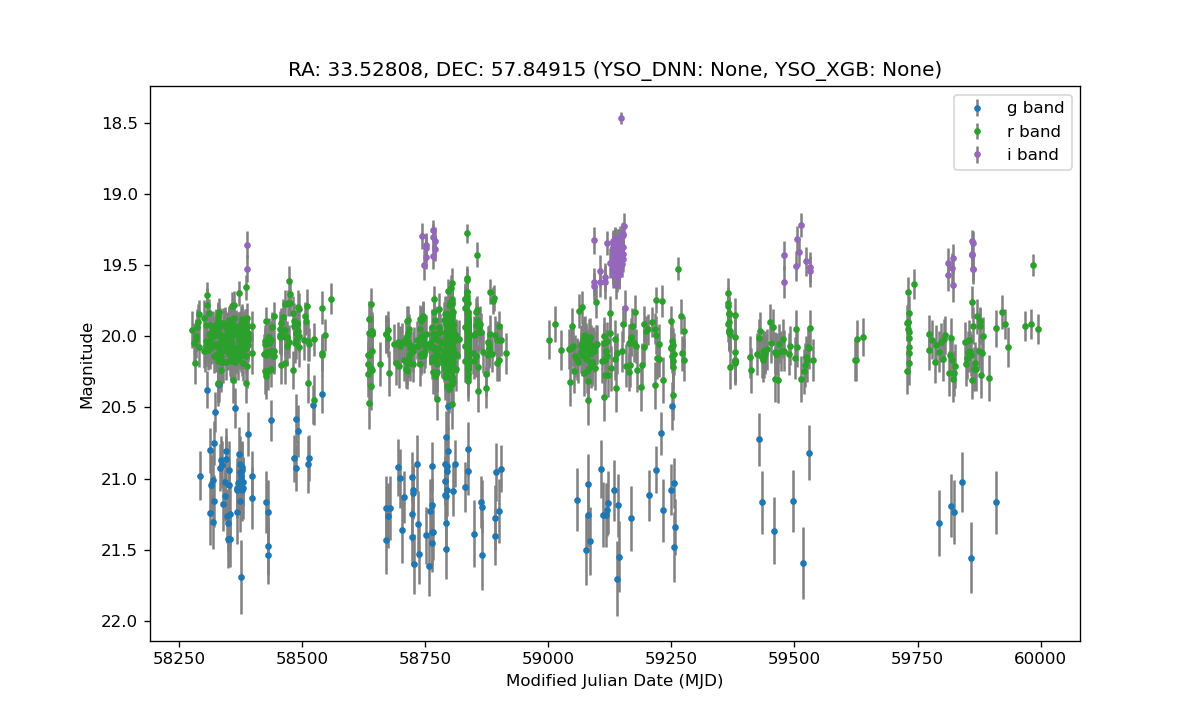 RA: 33.52808, DEC: 57.84915 (YSO_DNN: None, YSO_XGB: None)
g band
r band
i band
18.5
19.0
19.5
20.0
20.5
21.0
21.5
22.0
Magnitude
58250 58500 58750 59000 59250 59500 59750 60000
Modified Julian Date (MJD)